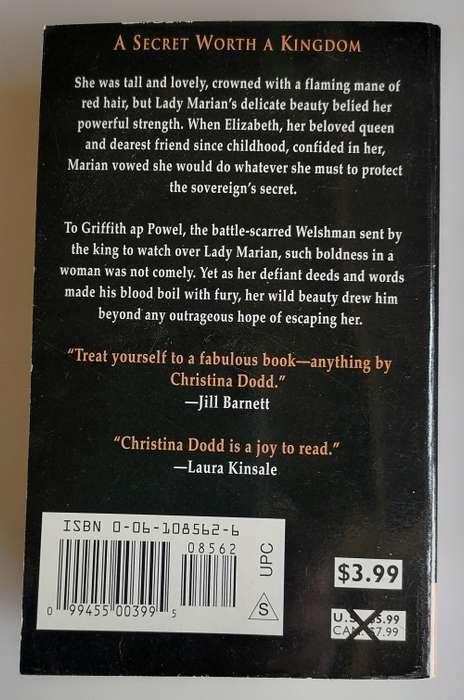 A SECRET WORTH A KINGDOM
She was tall and lovely, crowned with a flaming mane of
red hair, but Lady Marian's delicate beauty belied her
powerful strength. When Elizabeth, her beloved queen
and dearest friend since childhood, confided in her,
Marian vowed she would do whatever she must to protect
the sovereign's secret.
To Griffith ap Powel, the battle-scarred Welshman sent by
the king to watch over Lady Marian, such boldness in a
woman was not comely. Yet as her defiant deeds and words
made his blood boil with fury, her wild beauty drew him
beyond any outrageous hope of escaping her.
“Treat yourself to a fabulous book—anything by
Christina Dodd.”
—Jill Barnett
“Christina Dodd is a joy to read.”
—Laura Kinsale
ISBN 0-06-108562-6
08562
UPC
S
0 99455 00399 5
$3.99
U.S. $5.99
CAN. $7.99